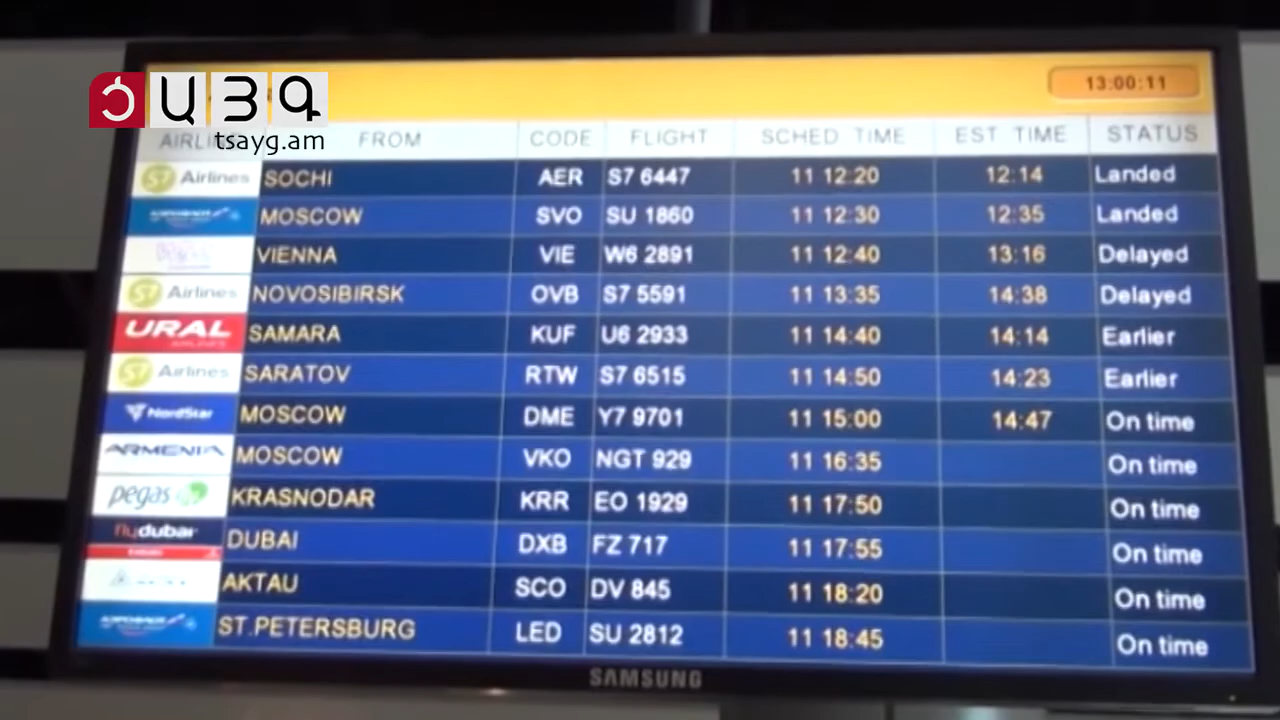 ՀԱՅԳ
tsayg.am
13:00:11
AIRLINE FROM CODE FLIGHT SCHED TIME EST TIME STATUS
S7 Airlines SOCHI AER S7 6447 11 12:20 12:14 Landed
MOSCOW SVO SU 1860 11 12:30 12:35 Landed
VIENNA VIE W6 2891 11 12:40 13:16 Delayed
S7 Airlines NOVOSIBIRSK OVB S7 5591 11 13:35 14:38 Delayed
URAL AIRLINES SAMARA KUF U6 2933 11 14:40 14:14 Earlier
S7 Airlines SARATOV RTW S7 6515 11 14:50 14:23 Earlier
NordStar MOSCOW DME Y7 9701 11 15:00 14:47 On time
ARMENIA MOSCOW VKO NGT 929 11 16:35 On time
pegas KRASNODAR KRR EO 1929 11 17:50 On time
flydubai Emirates DUBAI DXB FZ 717 11 17:55 On time
AKTAU SCO DV 845 11 18:20 On time
ST.PETERSBURG LED SU 2812 11 18:45 On time
SAMSUNG